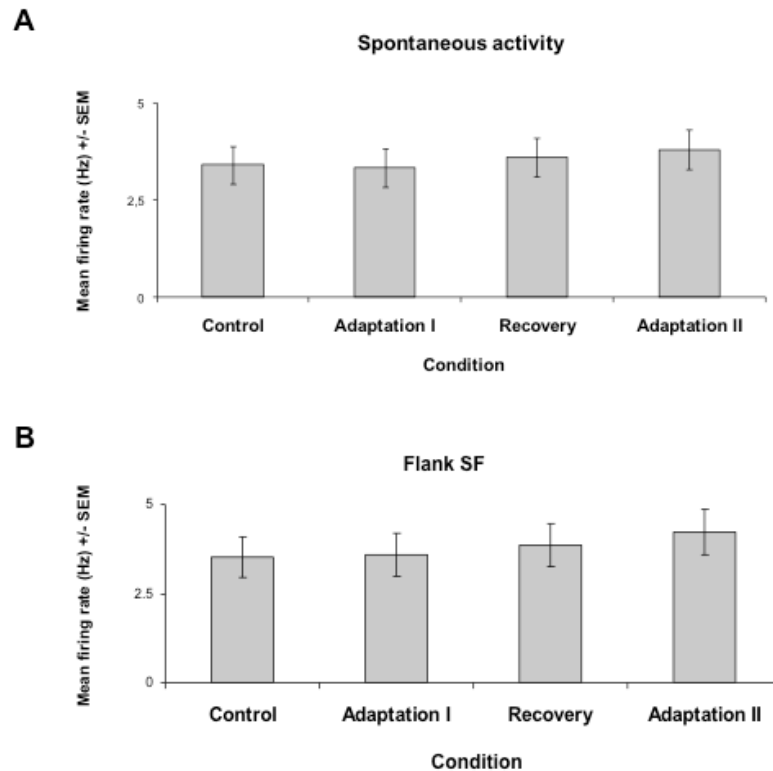 A
Spontaneous activity
Mean firing rate (Hz) +/- SEM
5
2,5
0
Control Adaptation I Recovery Adaptation II
Condition
B
Flank SF
Mean firing rate (Hz) +/- SEM
5
2.5
0
Control Adaptation I Recovery Adaptation II
Condition